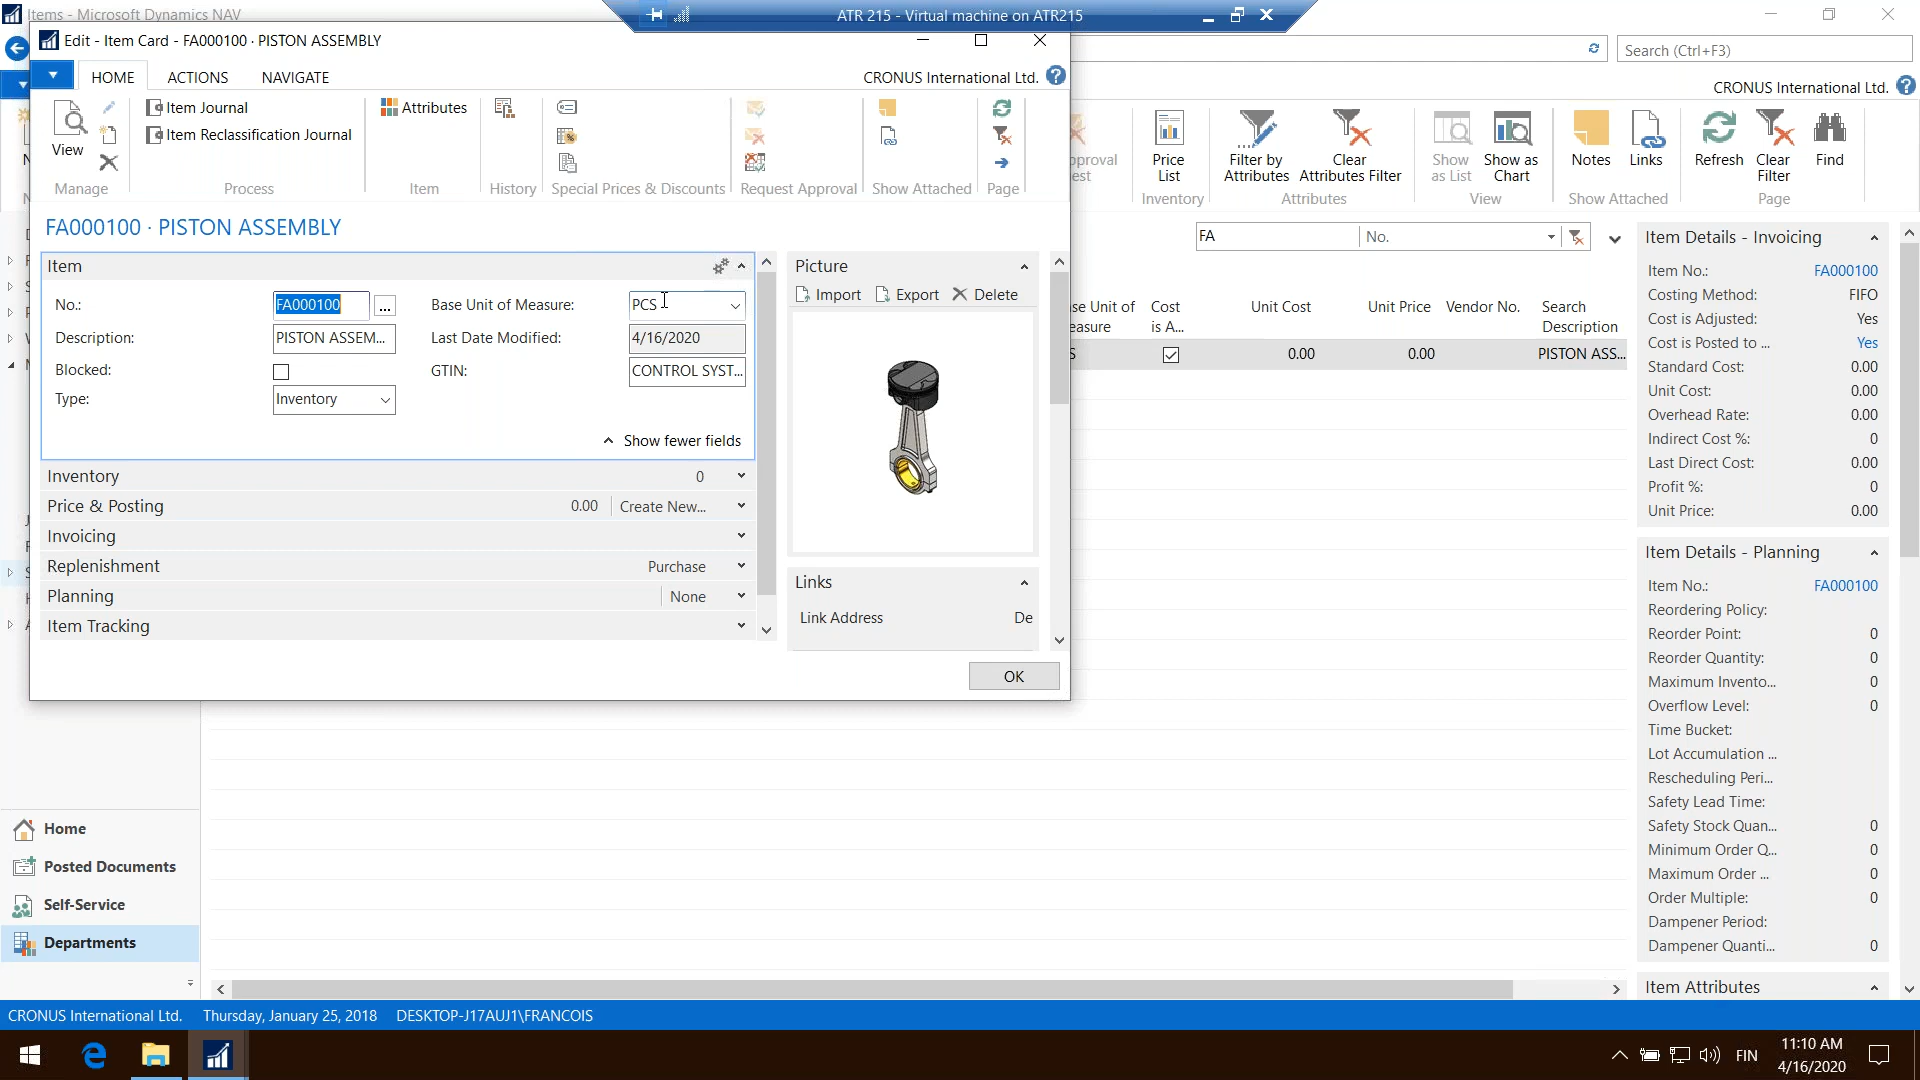 Items - Microsoft Dynamics NAV
ATR 215 - Virtual machine on ATR215
Edit - Item Card - FA000100 · PISTON ASSEMBLY
Search (Ctrl+F3)
HOME
ACTIONS
NAVIGATE
CRONUS International Ltd.
CRONUS International Ltd.
View
Item Journal
Item Reclassification Journal
Attributes
Manage
Process
Item
History
Special Prices & Discounts
Request Approval
Show Attached
Page
Price List
Filter by Attributes
Clear Attributes Filter
Show as List
Show as Chart
Notes
Links
Refresh
Clear Filter
Find
Inventory
Attributes
View
Show Attached
Page
FA000100 · PISTON ASSEMBLY
Item
No.: FA000100 ...
Base Unit of Measure: PCS
Description: PISTON ASSEM...
Last Date Modified: 4/16/2020
Blocked:
GTIN: CONTROL SYST...
Type: Inventory
Show fewer fields
Inventory 0
Price & Posting 0.00 Create New...
Invoicing
Replenishment Purchase
Planning None
Item Tracking
Picture
Import Export Delete
Links
Link Address De
OK
FA No.
Cost is A...
Unit Cost
Unit Price
Vendor No.
Search Description
0.00 0.00 PISTON ASS...
Item Details - Invoicing
Item No.: FA000100
Costing Method: FIFO
Cost is Adjusted: Yes
Cost is Posted to ... Yes
Standard Cost: 0.00
Unit Cost: 0.00
Overhead Rate: 0.00
Indirect Cost %: 0
Last Direct Cost: 0.00
Profit %: 0
Unit Price: 0.00
Item Details - Planning
Item No.: FA000100
Reordering Policy:
Reorder Point: 0
Reorder Quantity: 0
Maximum Invento... 0
Overflow Level: 0
Time Bucket:
Lot Accumulation ...
Rescheduling Peri...
Safety Lead Time:
Safety Stock Quan... 0
Minimum Order Q... 0
Maximum Order ... 0
Order Multiple: 0
Dampener Period:
Dampener Quanti... 0
Item Attributes
Home
Posted Documents
Self-Service
Departments
CRONUS International Ltd. Thursday, January 25, 2018 DESKTOP-J17AUJ1\FRANCOIS
FIN
11:10 AM
4/16/2020